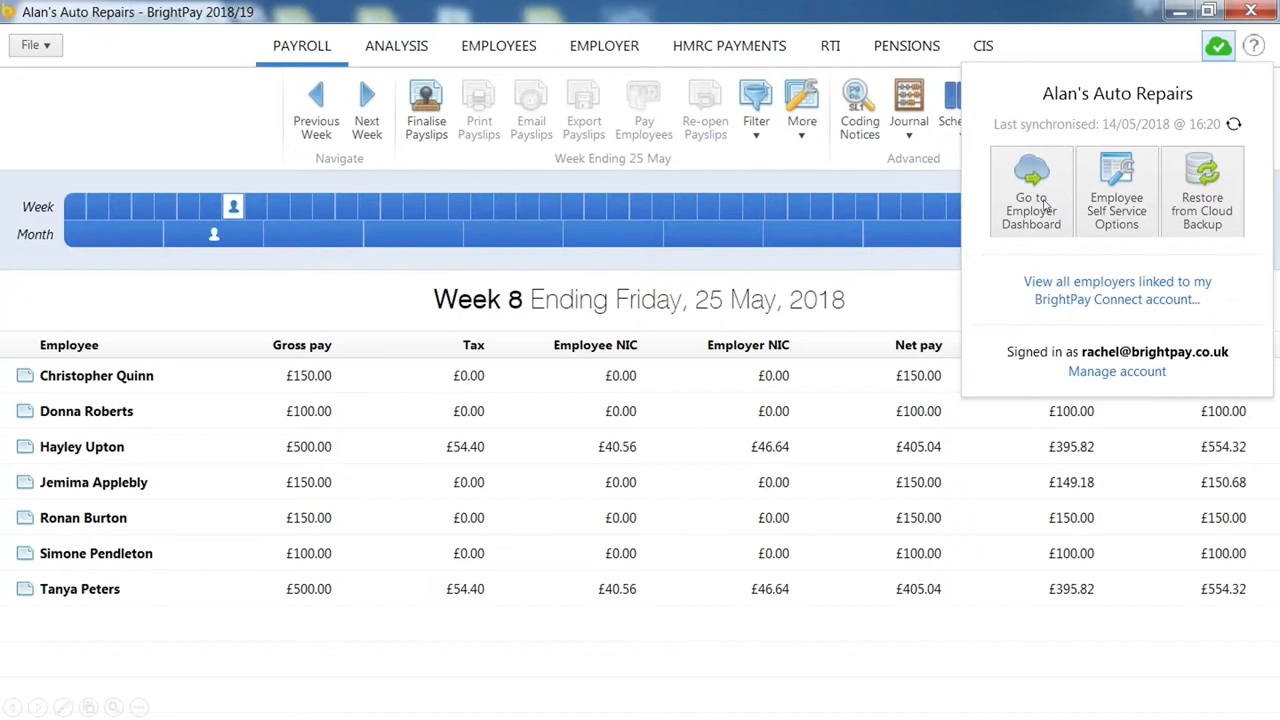 Alan's Auto Repairs - BrightPay 2018/19
File
PAYROLL
ANALYSIS
EMPLOYEES
EMPLOYER
HMRC PAYMENTS
RTI
PENSIONS
CIS
Previous Week
Next Week
Navigate
Finalise Payslips
Print Payslips
Email Payslips
Export Payslips
Pay Employees
Re-open Payslips
Filter
More
Week Ending 25 May
Coding Notices
Journal
Advanced
Alan's Auto Repairs
Last synchronised: 14/05/2018 @ 16:20
Go to Employer Dashboard
Employee Self Service Options
Restore from Cloud Backup
View all employers linked to my
BrightPay Connect account...
Signed in as rachel@brightpay.co.uk
Manage account
Week
Month
Week 8 Ending Friday, 25 May, 2018
Employee Gross pay Tax Employee NIC Employer NIC Net pay
Christopher Quinn £150.00 £0.00 £0.00 £0.00 £150.00
Donna Roberts £100.00 £0.00 £0.00 £0.00 £100.00 £100.00 £100.00
Hayley Upton £500.00 £54.40 £40.56 £46.64 £405.04 £395.82 £554.32
Jemima Applebly £150.00 £0.00 £0.00 £0.00 £150.00 £149.18 £150.68
Ronan Burton £150.00 £0.00 £0.00 £0.00 £150.00 £150.00 £150.00
Simone Pendleton £100.00 £0.00 £0.00 £0.00 £100.00 £100.00 £100.00
Tanya Peters £500.00 £54.40 £40.56 £46.64 £405.04 £395.82 £554.32